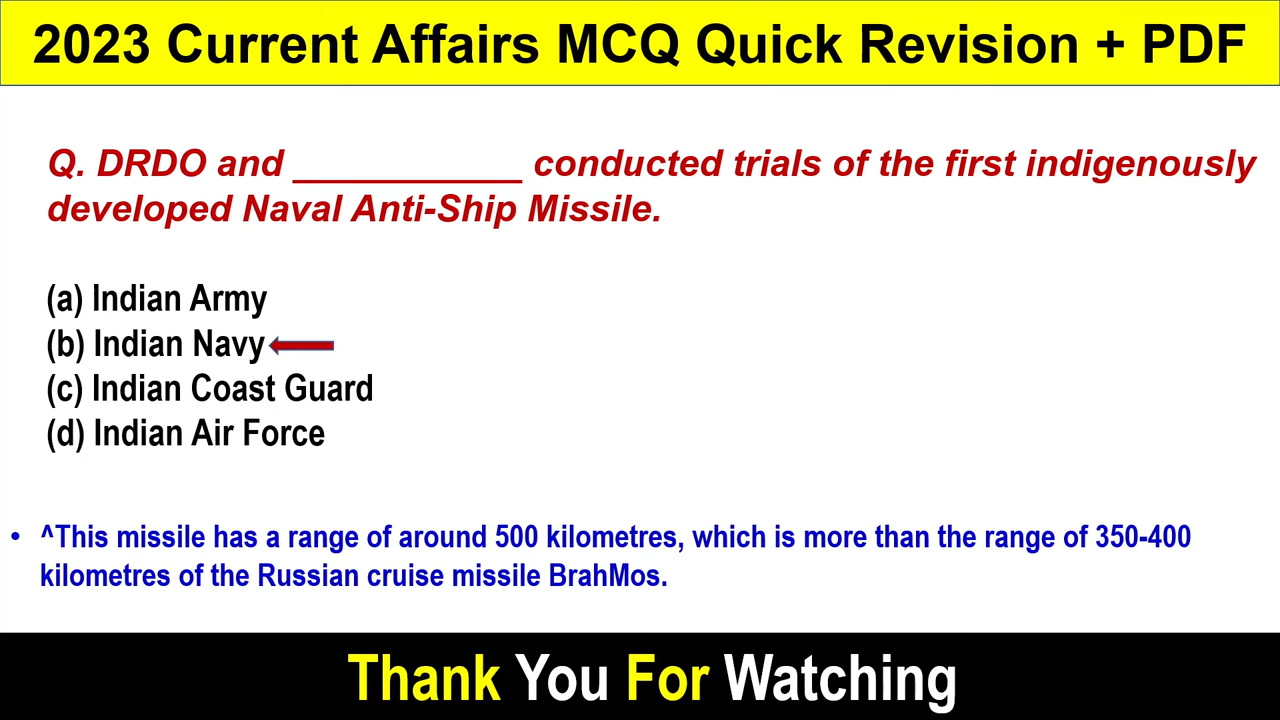 2023 Current Affairs MCQ Quick Revision + PDF
Q. DRDO and ___________ conducted trials of the first indigenously
developed Naval Anti-Ship Missile.
(a) Indian Army
(b) Indian Navy
(c) Indian Coast Guard
(d) Indian Air Force
• ^This missile has a range of around 500 kilometres, which is more than the range of 350-400
kilometres of the Russian cruise missile BrahMos.
Thank You For Watching